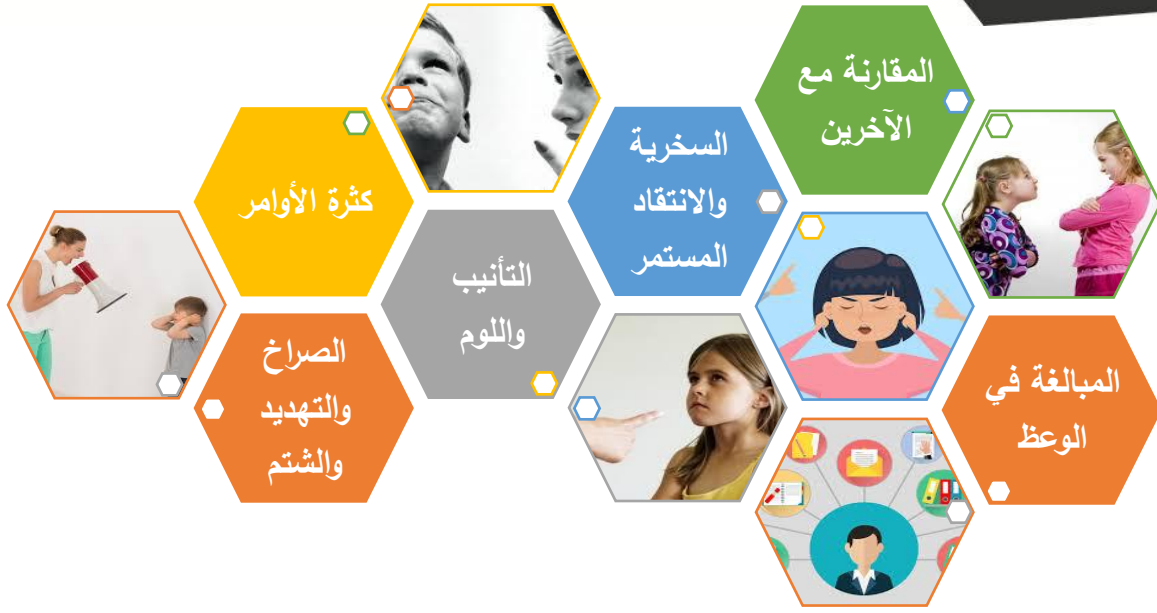 المقارنة مع
الآخرين
السخرية
والانتقاد
المستمر
كثرة الأوامر
التأنيب
واللوم
الصراخ
والتهديد
والشتم
المبالغة في
الوعظ